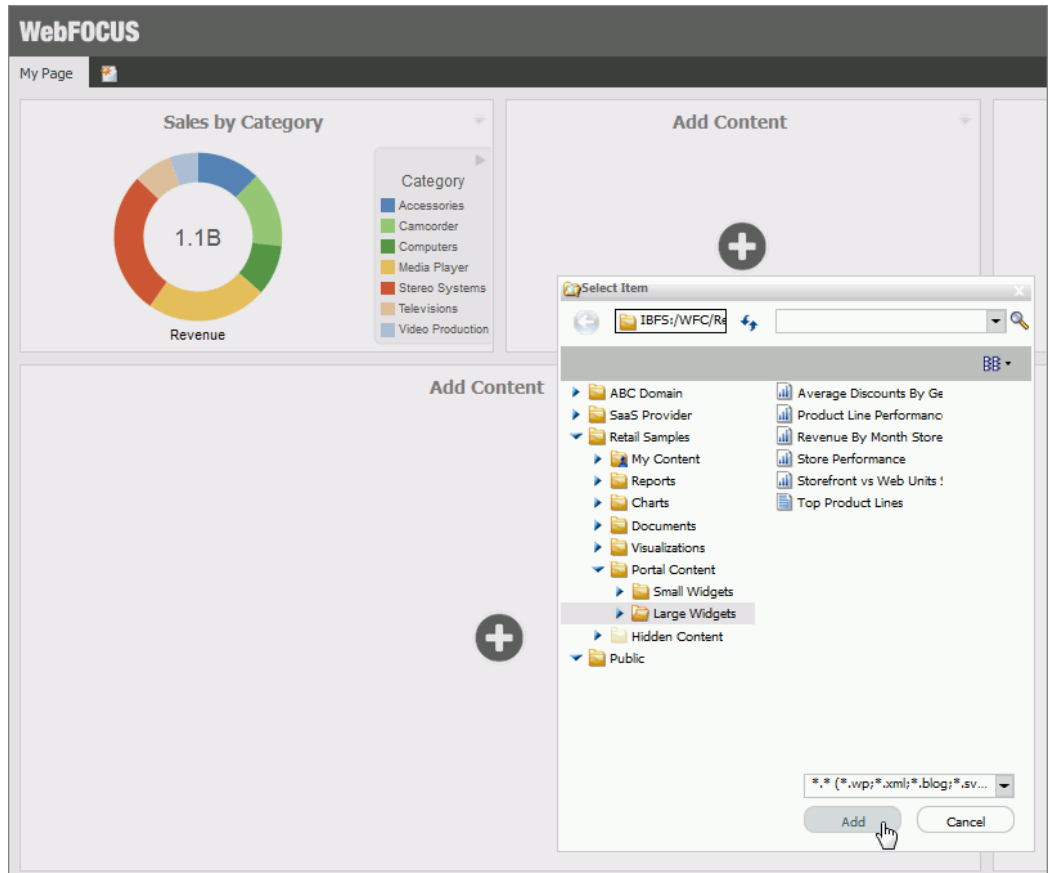 WebFOCUS
My Page
Sales by Category
1.1B
Revenue
Category
Accessories
Camcorder
Computers
Media Player
Stereo Systems
Televisions
Video Production
Add Content
Add Content
Select Item
IBFS:/WFC/Re
ABC Domain
SaaS Provider
Retail Samples
My Content
Reports
Charts
Documents
Visualizations
Portal Content
Small Widgets
Large Widgets
Hidden Content
Public
Average Discounts By Ge
Product Line Performanc
Revenue By Month Store
Store Performance
Storefront vs Web Units
Top Product Lines
*.* (*.wp;*.xml;*.blog;*.sv...
Add
Cancel